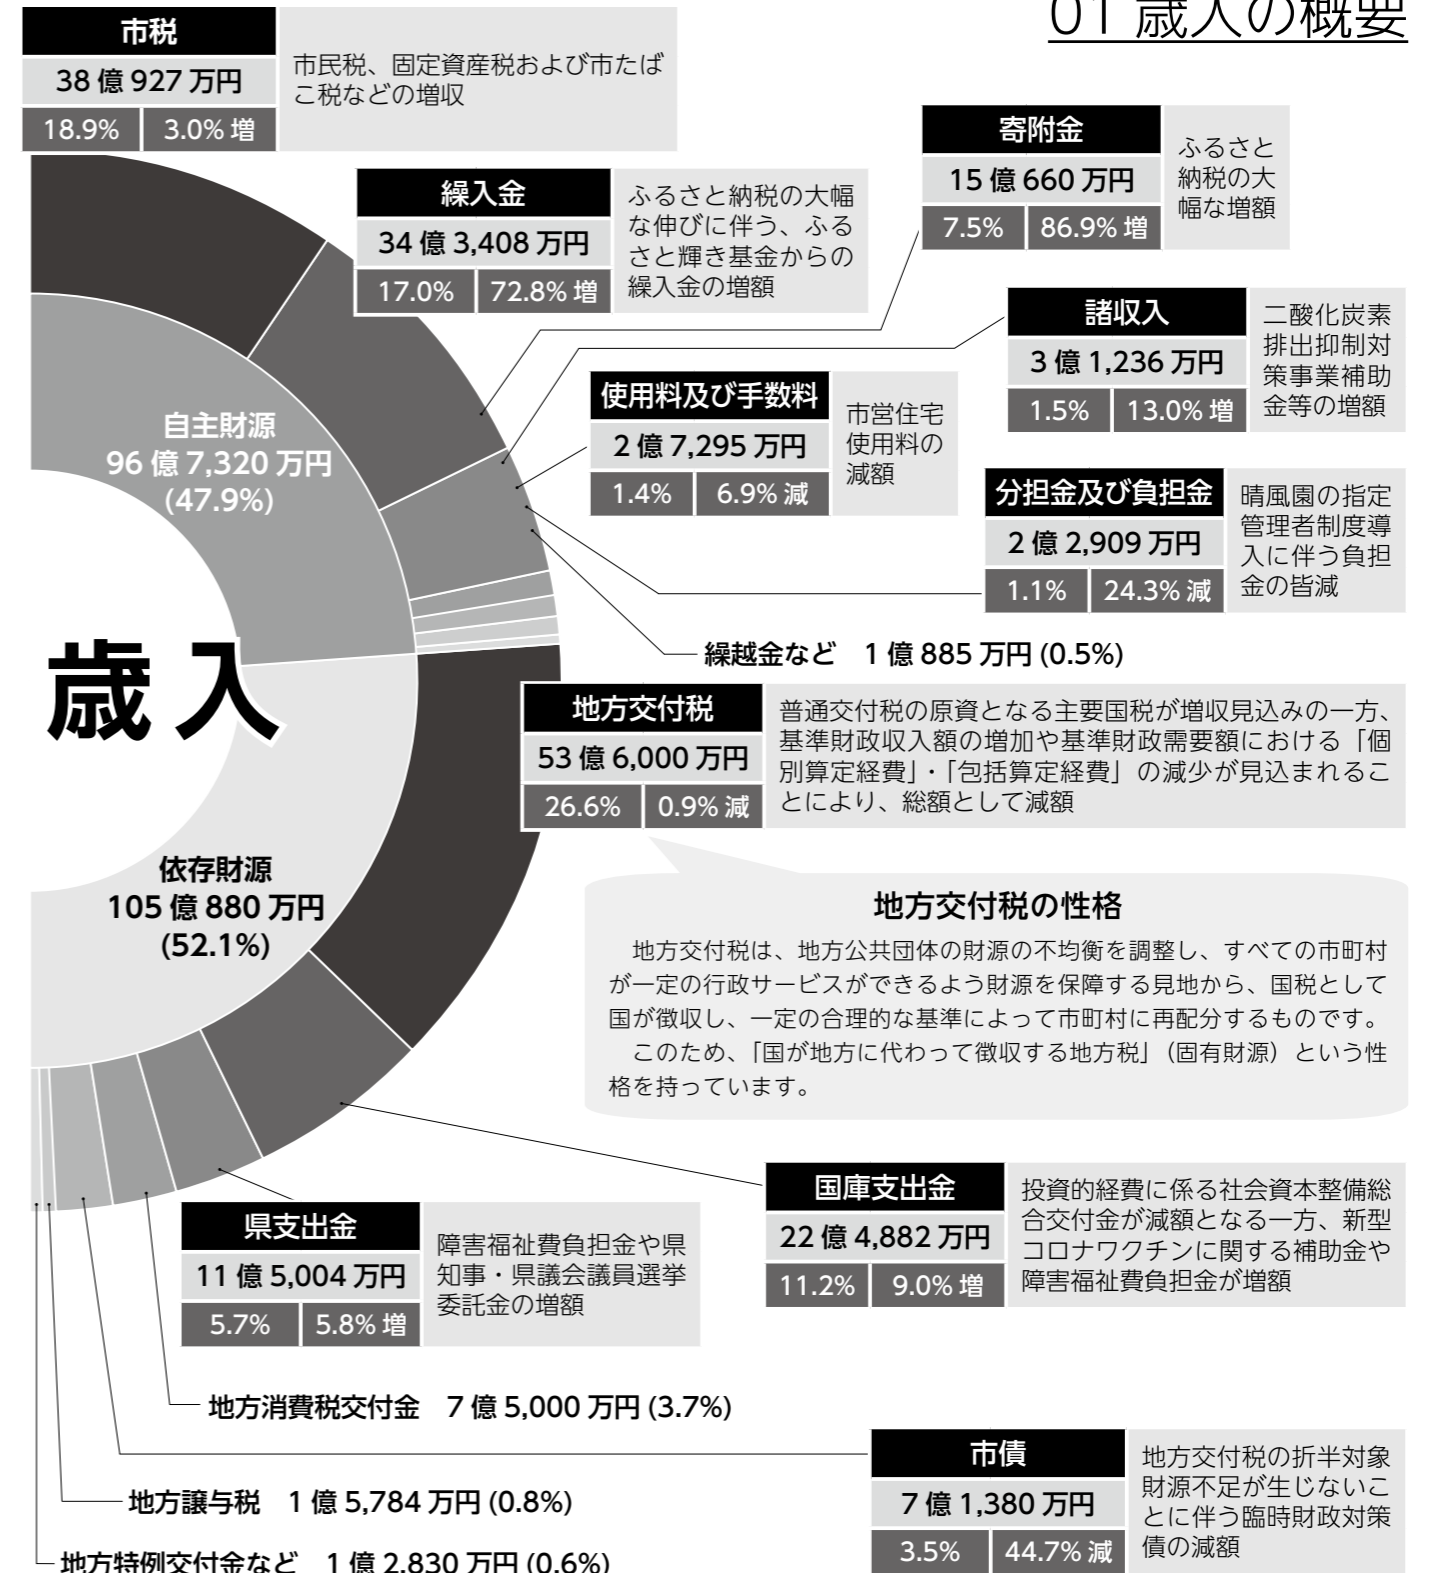 01 歳入の概要
市税
38 億 927 万円
18.9%
3.0% 増
市民税、固定資産税および市たば
こ税などの増収
繰入金
34 億 3,408 万円
17.0%
72.8% 増
ふるさと納税の大幅
な伸びに伴う、ふる
さと輝き基金からの
繰入金の増額
寄附金
15 億 660 万円
7.5%
86.9% 増
ふるさと
納税の大
幅な増額
諸収入
3 億 1,236 万円
1.5%
13.0% 増
二酸化炭素
排出抑制対
策事業補助
金等の増額
使用料及び手数料
2 億 7,295 万円
1.4%
6.9% 減
市営住宅
使用料の
減額
分担金及び負担金
2 億 2,909 万円
1.1%
24.3% 減
晴風園の指定
管理者制度導
入に伴う負担
金の皆減
繰越金など 1 億 885 万円 (0.5%)
自主財源
96 億 7,320 万円
(47.9%)
歳入
地方交付税
53 億 6,000 万円
26.6%
0.9% 減
普通交付税の原資となる主要国税が増収見込みの一方、
基準財政収入額の増加や基準財政需要額における「個
別算定経費」・「包括算定経費」の減少が見込まれるこ
とにより、総額として減額
依存財源
105 億 880 万円
(52.1%)
地方交付税の性格
地方交付税は、地方公共団体の財源の不均衡を調整し、すべての市町村
が一定の行政サービスができるよう財源を保障する見地から、国税として
国が徴収し、一定の合理的な基準によって市町村に再配分するものです。
このため、「国が地方に代わって徴収する地方税」（固有財源）という性
格を持っています。
国庫支出金
22 億 4,882 万円
11.2%
9.0% 増
投資的経費に係る社会資本整備総
合交付金が減額となる一方、新型
コロナワクチンに関する補助金や
障害福祉費負担金が増額
県支出金
11 億 5,004 万円
5.7%
5.8% 増
障害福祉費負担金や県
知事・県議会議員選挙
委託金の増額
地方消費税交付金 7 億 5,000 万円 (3.7%)
市債
7 億 1,380 万円
3.5%
44.7% 減
地方交付税の折半対象
財源不足が生じないこ
とに伴う臨時財政対策
債の減額
地方譲与税 1 億 5,784 万円 (0.8%)
地方特例交付金など 1 億 2,830 万円 (0.6%)